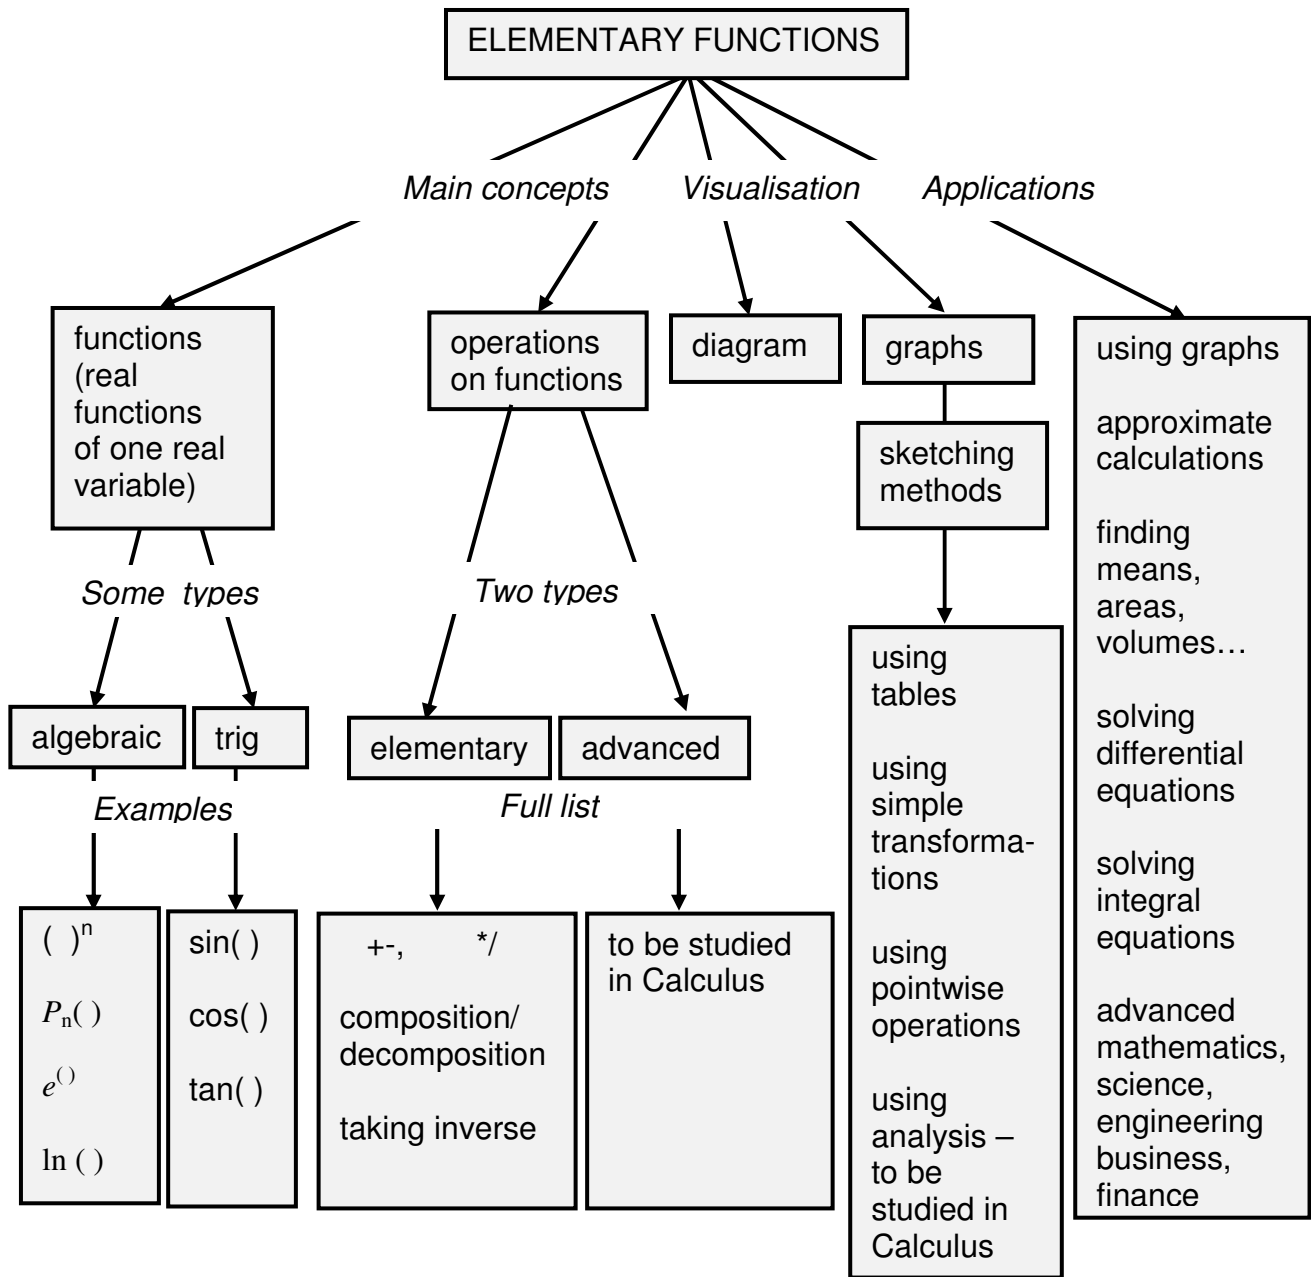 ELEMENTARY FUNCTIONS
Main concepts
Visualisation
Applications
functions
(real
functions
of one real
variable)
operations
on functions
diagram
graphs
sketching
methods
using graphs
approximate
calculations
finding
means,
areas,
volumes…
solving
differential
equations
solving
integral
equations
advanced
mathematics,
science,
engineering
business,
finance
Some types
Two types
algebraic
trig
elementary
advanced
Examples
Full list
( )ⁿ
Pₙ( )
e⁽ ⁾
ln ( )
sin( )
cos( )
tan( )
+-, */
composition/
decomposition
taking inverse
to be studied
in Calculus
using
tables
using
simple
transforma-
tions
using
pointwise
operations
using
analysis –
to be
studied in
Calculus